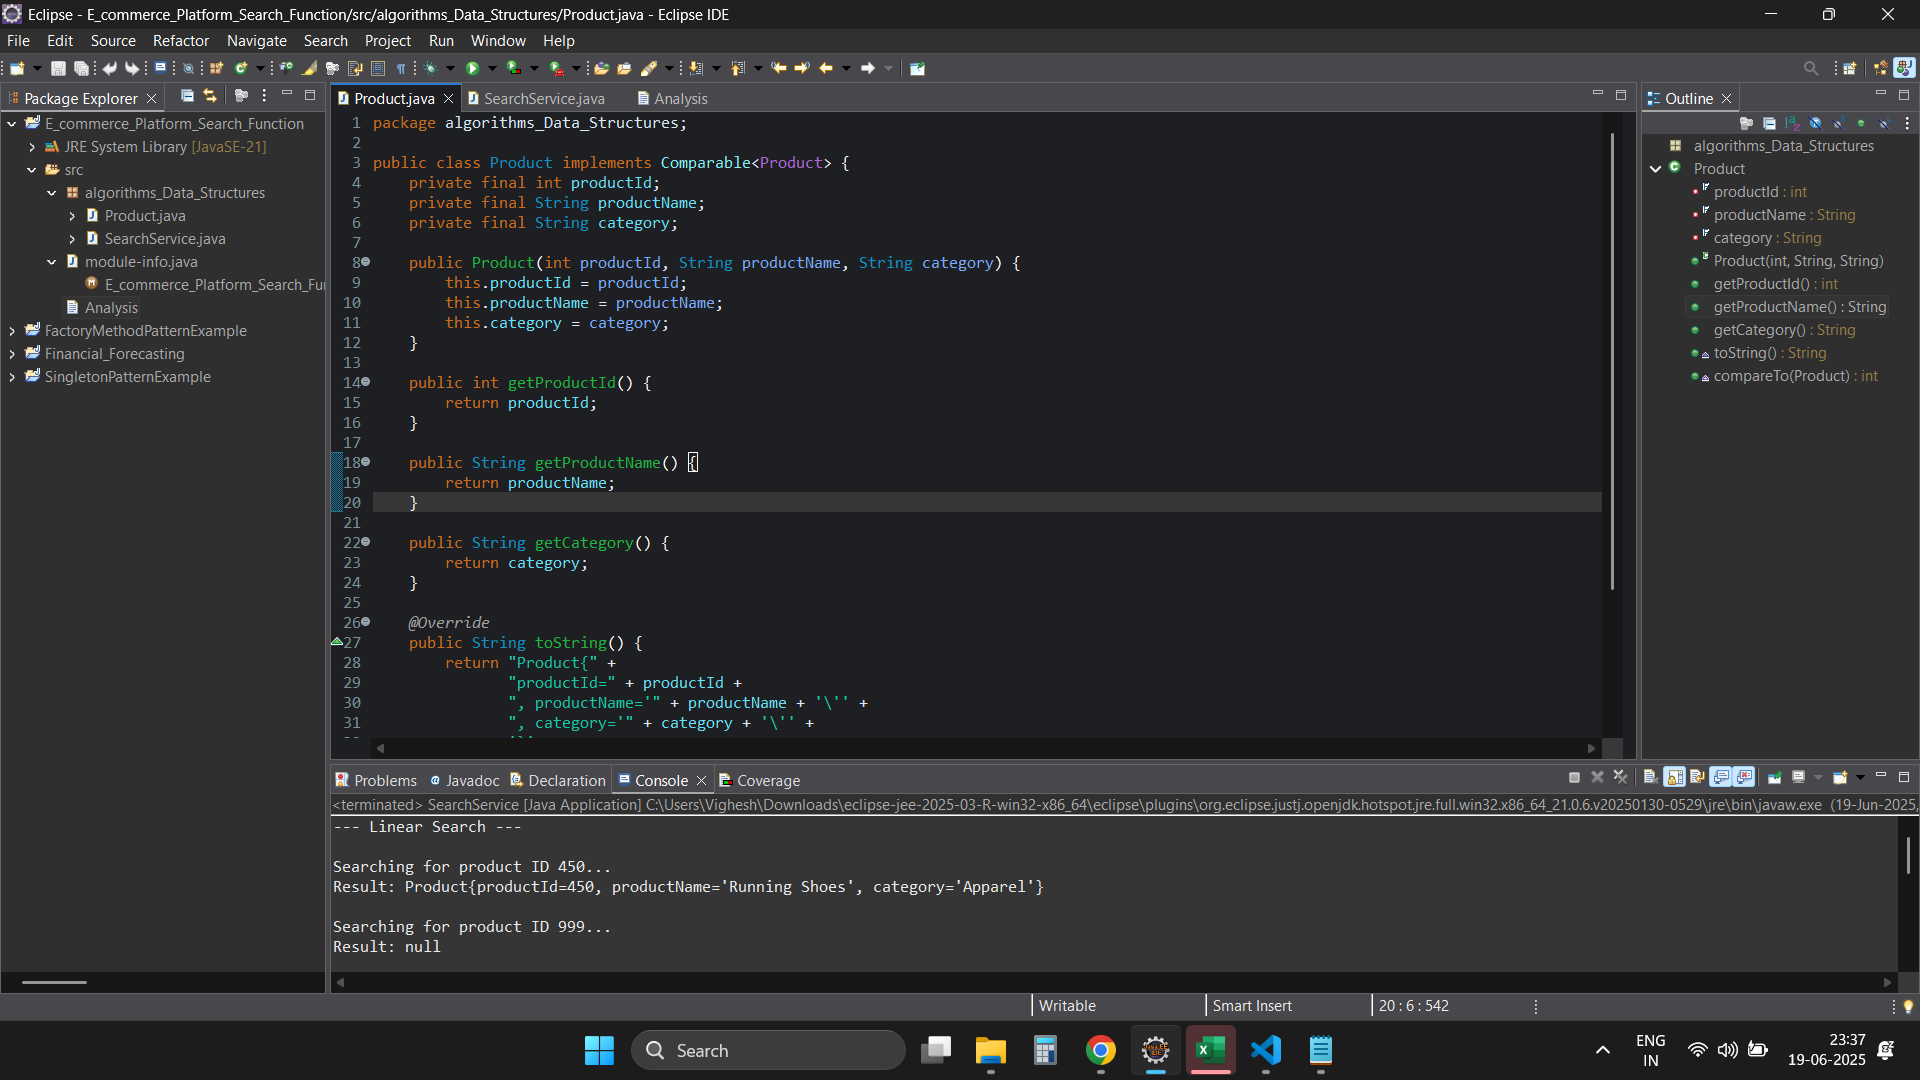 Eclipse - E_commerce_Platform_Search_Function/src/algorithms_Data_Structures/Product.java - Eclipse IDE
File Edit Source Refactor Navigate Search Project Run Window Help
Package Explorer
E_commerce_Platform_Search_Function
JRE System Library [JavaSE-21]
src
algorithms_Data_Structures
Product.java
SearchService.java
module-info.java
E_commerce_Platform_Search_Fu
Analysis
FactoryMethodPatternExample
Financial_Forecasting
SingletonPatternExample
Product.java SearchService.java Analysis
1 package algorithms_Data_Structures;
2
3 public class Product implements Comparable<Product> {
4 private final int productId;
5 private final String productName;
6 private final String category;
7
8 public Product(int productId, String productName, String category) {
9 this.productId = productId;
10 this.productName = productName;
11 this.category = category;
12 }
13
14 public int getProductId() {
15 return productId;
16 }
17
18 public String getProductName() {
19 return productName;
20 }
21
22 public String getCategory() {
23 return category;
24 }
25
26 @Override
27 public String toString() {
28 return "Product{" +
29 "productId=" + productId +
30 ", productName='" + productName + '\'' +
31 ", category='" + category + '\'' +
Outline
algorithms_Data_Structures
Product
productId : int
productName : String
category : String
Product(int, String, String)
getProductId() : int
getProductName() : String
getCategory() : String
toString() : String
compareTo(Product) : int
Problems Javadoc Declaration Console Coverage
<terminated> SearchService [Java Application] C:\Users\Vighesh\Downloads\eclipse-jee-2025-03-R-win32-x86_64\eclipse\plugins\org.eclipse.justj.openjdk.hotspot.jre.full.win32.x86_64_21.0.6.v20250130-0529\jre\bin\javaw.exe (19-Jun-2025,
--- Linear Search ---
Searching for product ID 450...
Result: Product{productId=450, productName='Running Shoes', category='Apparel'}
Searching for product ID 999...
Result: null
Writable Smart Insert 20 : 6 : 542
Search
ENG
IN
23:37
19-06-2025